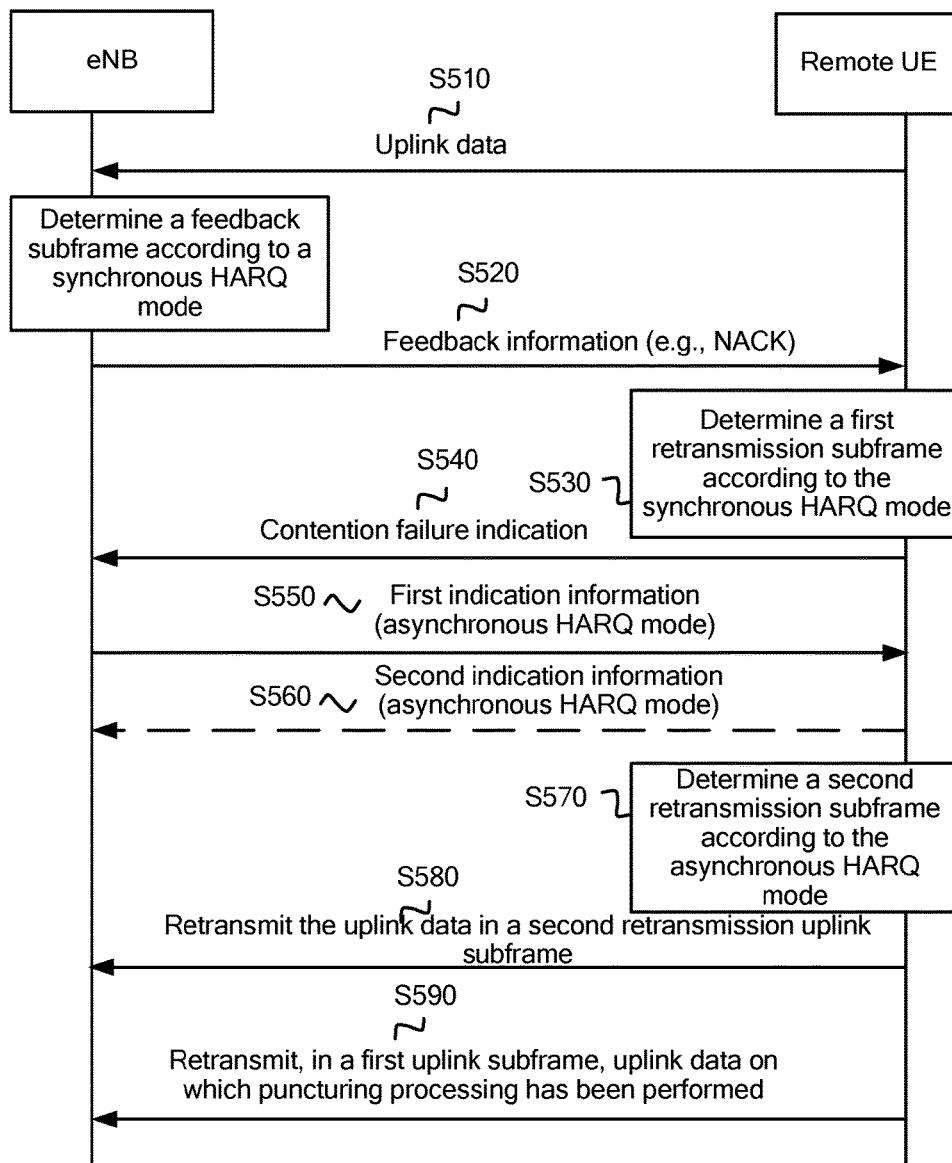 eNB
Remote UE
S510
Uplink data
Determine a feedback
subframe according to a
synchronous HARQ
mode
S520
Feedback information (e.g., NACK)
Determine a first
retransmission subframe
according to the
synchronous HARQ mode
S530
S540
Contention failure indication
S550
First indication information
(asynchronous HARQ mode)
Second indication information
S560
(asynchronous HARQ mode)
Determine a second
retransmission subframe
according to the
asynchronous HARQ
mode
S570
S580
Retransmit the uplink data in a second retransmission uplink
subframe
S590
Retransmit, in a first uplink subframe, uplink data on
which puncturing processing has been performed